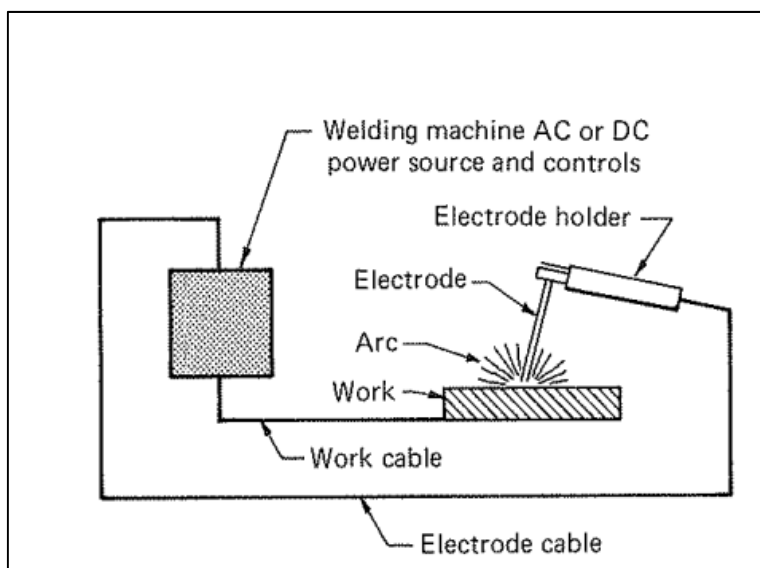 Welding machine AC or DC
power source and controls
Electrode holder
Electrode
Arc
Work
Work cable
Electrode cable